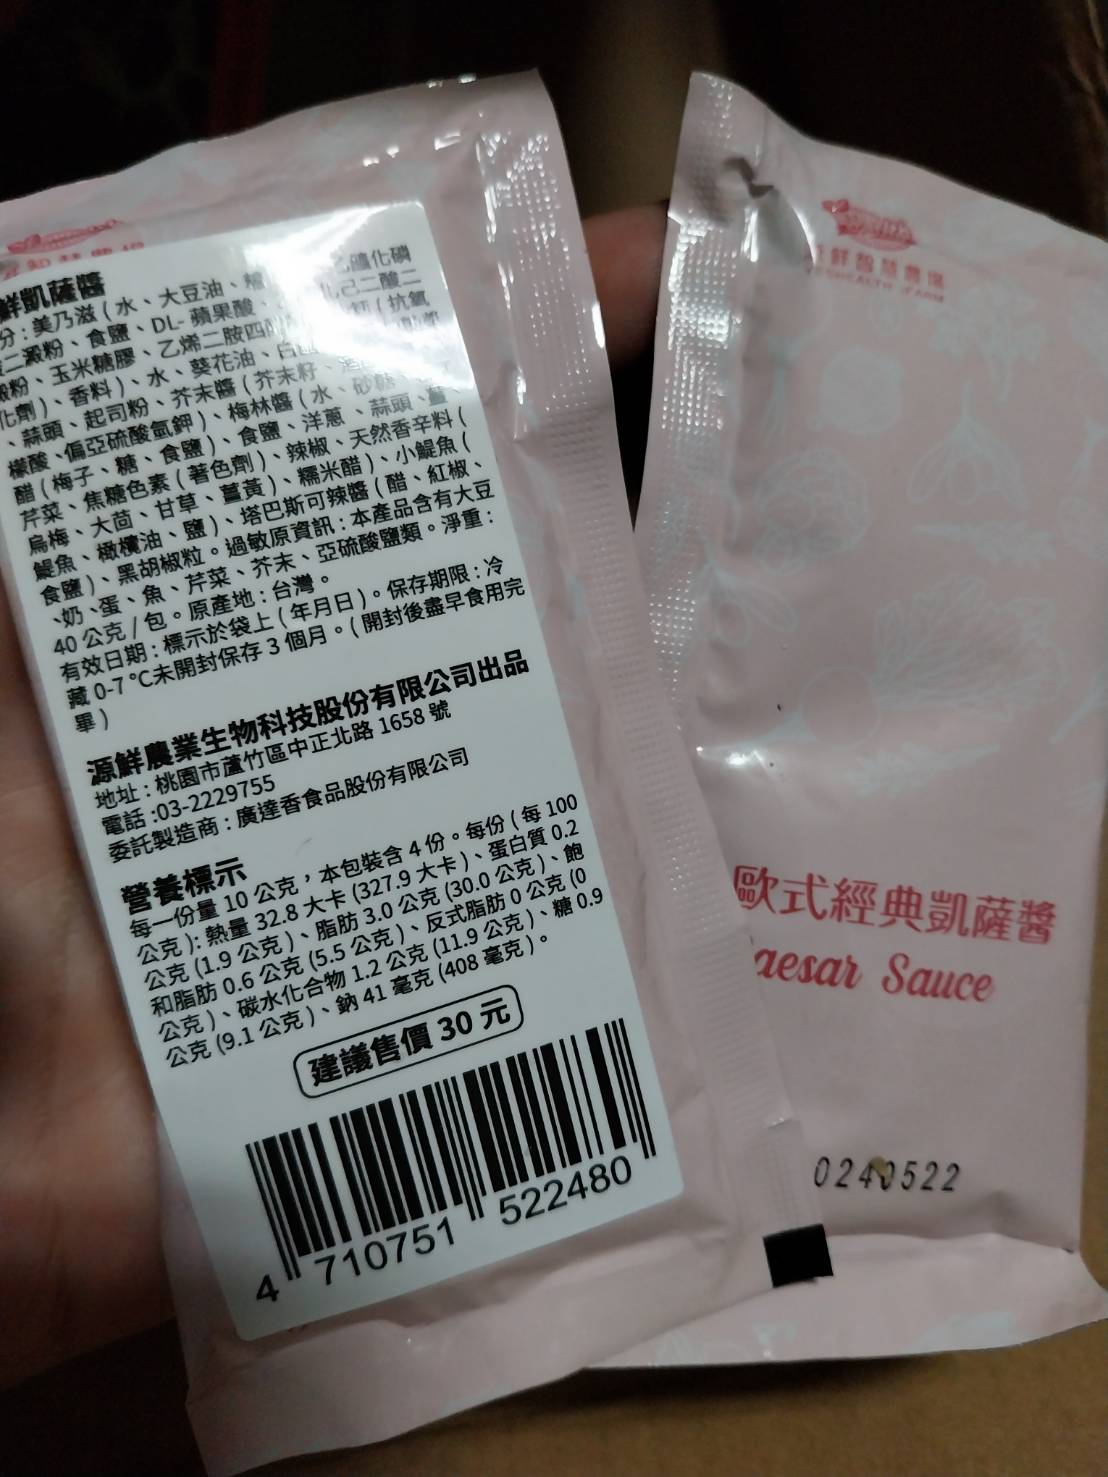 鮮凱薩醬
分：美乃滋(水、大豆油、糖
乙醯化磷
酸二澱粉、食鹽、DL-蘋果酸、
化己二酸二
澱粉、玉米糖膠、乙烯二胺四醋
鈣(抗氧
化劑)、香料)、水、葵花油、白
、蒜頭、起司粉、芥末醬(芥末籽、
檬酸、偏亞硫酸氫鉀)、梅林醬(水、砂糖、
醋(梅子、糖、食鹽)、食鹽、洋蔥、蒜頭、薑、
芹菜、焦糖色素(著色劑)、辣椒、天然香辛料(
烏梅、大茴、甘草、薑黃)、糯米醋)、小鯷魚(
鯷魚、橄欖油、鹽)、塔巴斯可辣醬(醋、紅椒、
食鹽)、黑胡椒粒。過敏原資訊：本產品含有大豆
、奶、蛋、魚、芹菜、芥末、亞硫酸鹽類。淨重：
40公克/包。原產地：台灣。
有效日期：標示於袋上(年月日)。保存期限：冷
藏0-7℃未開封保存3個月。(開封後盡早食用完
畢)
源鮮農業生物科技股份有限公司出品
地址：桃園市蘆竹區中正北路1658號
電話:03-2229755
委託製造商：廣達香食品股份有限公司
營養標示
每一份量10公克，本包裝含4份。每份(每100
公克)：熱量32.8大卡(327.9大卡)、蛋白質0.2
公克(1.9公克)、脂肪3.0公克(30.0公克)、飽
和脂肪0.6公克(5.5公克)、反式脂肪0公克(0
公克)、碳水化合物1.2公克(11.9公克)、糖0.9
公克(9.1公克)、鈉41毫克(408毫克)。
建議售價30元
4 710751 522480
鮮智慧農場
歐式經典凱薩醬
aesar Sauce
0240522